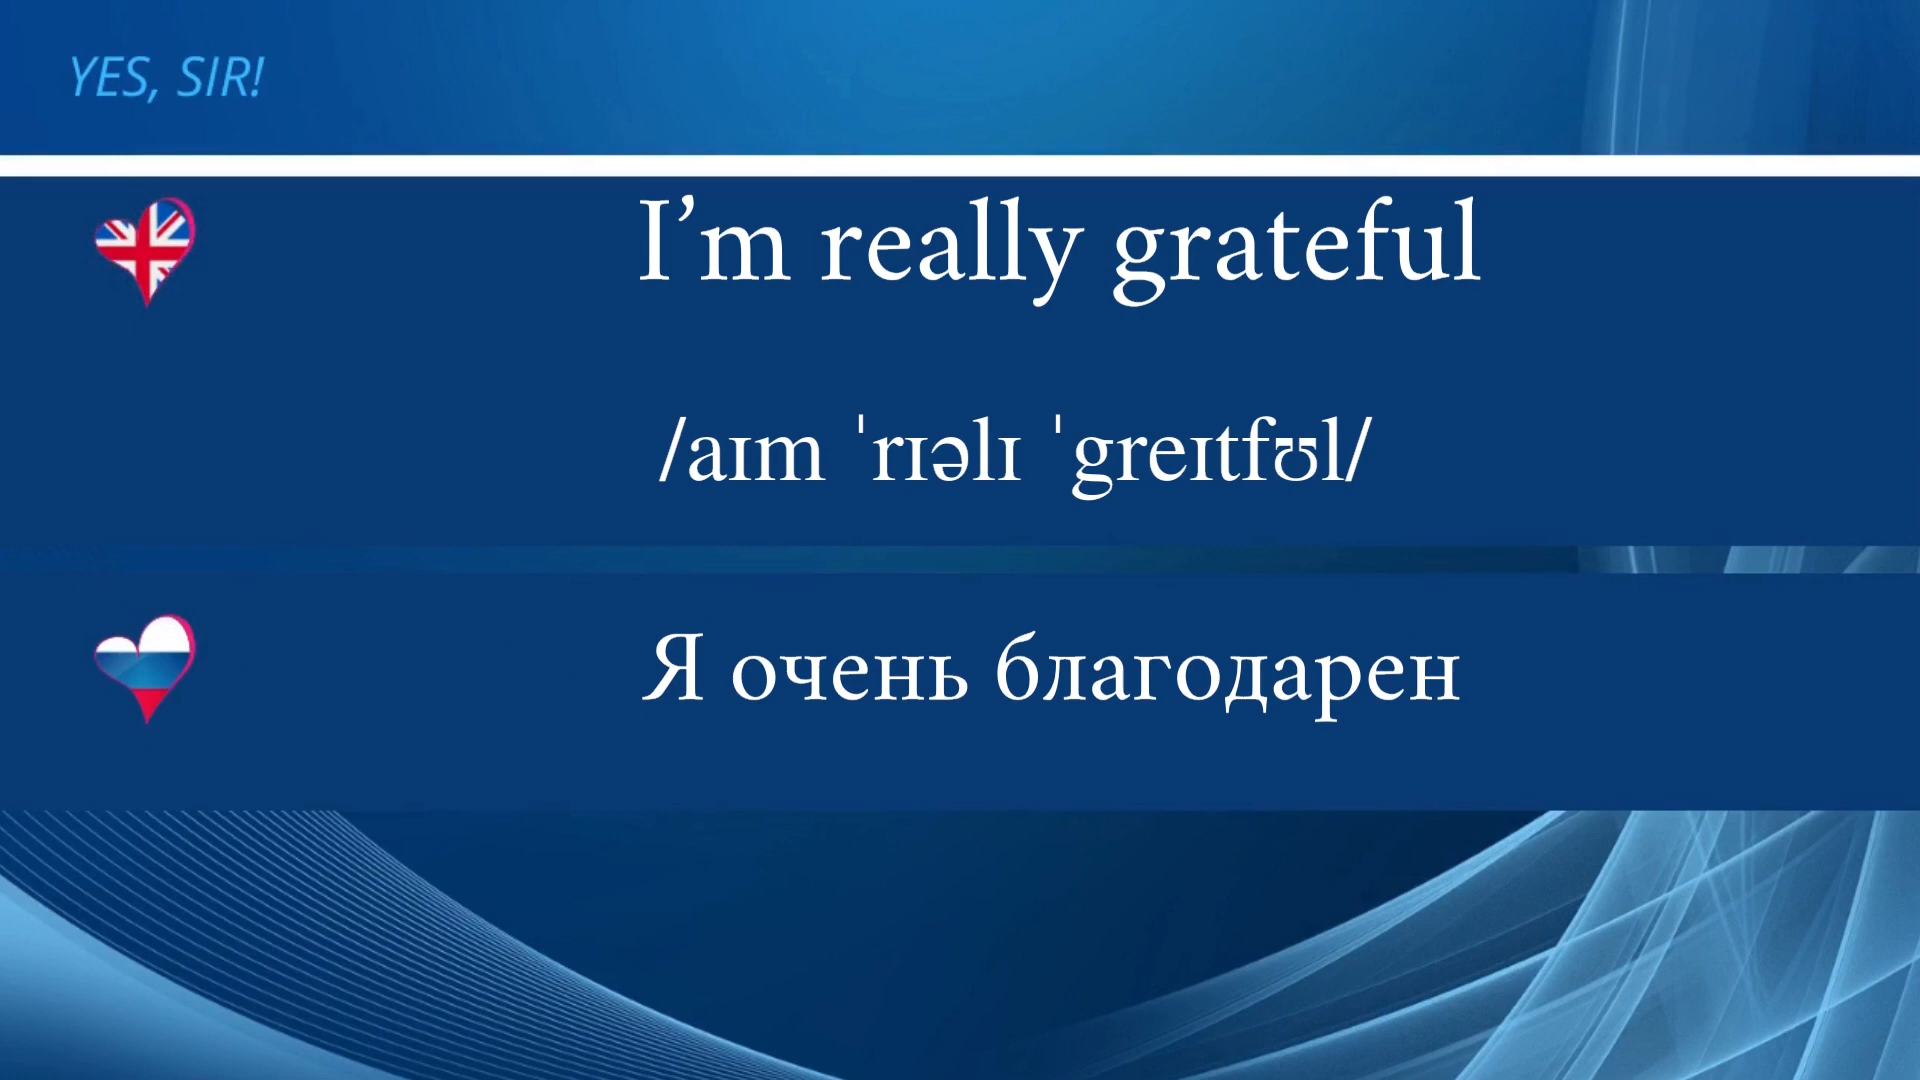 YES, SIR!
I’m really grateful
/aɪm ˈrɪəlɪ ˈgreɪtfʊl/
Я очень благодарен